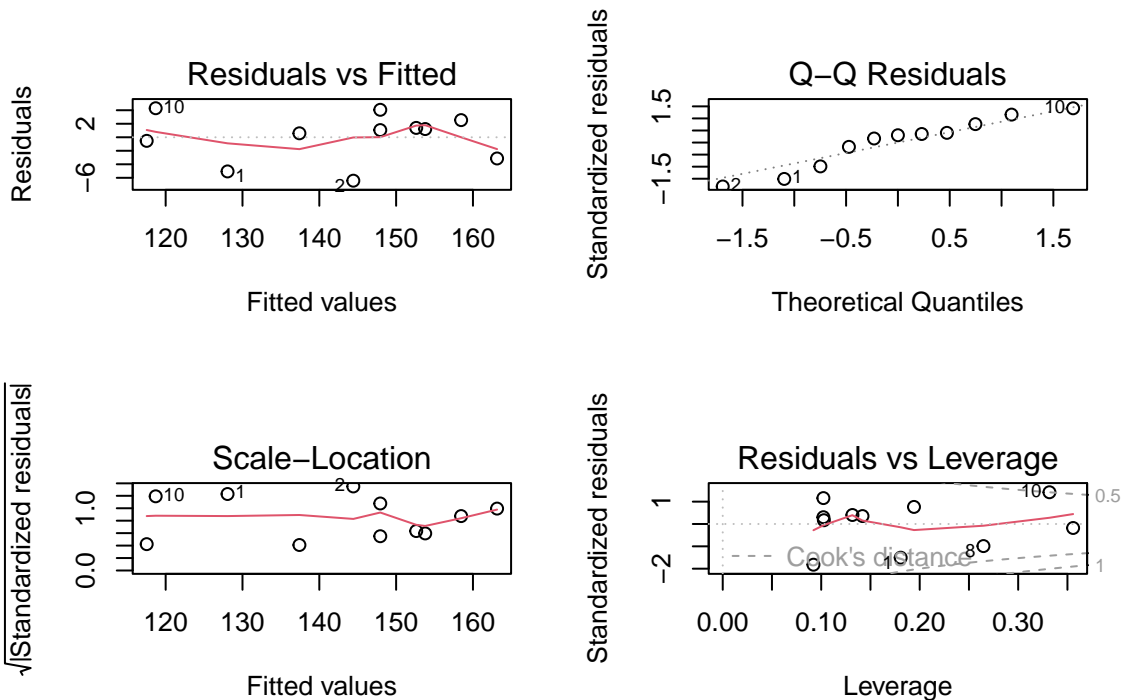 Residuals vs Fitted
Residuals
2
−6
10
1
2
120 130 140 150 160
Fitted values
Q−Q Residuals
Standardized residuals
1.5
−1.5
2
1
10
−1.5 −0.5 0.5 1.5
Theoretical Quantiles
Scale−Location
√|Standardized residuals|
1.0
0.0
10
1
2
120 130 140 150 160
Fitted values
Residuals vs Leverage
Standardized residuals
1
−2
10
0.5
Cook's distance
1
8
1
0.00 0.10 0.20 0.30
Leverage